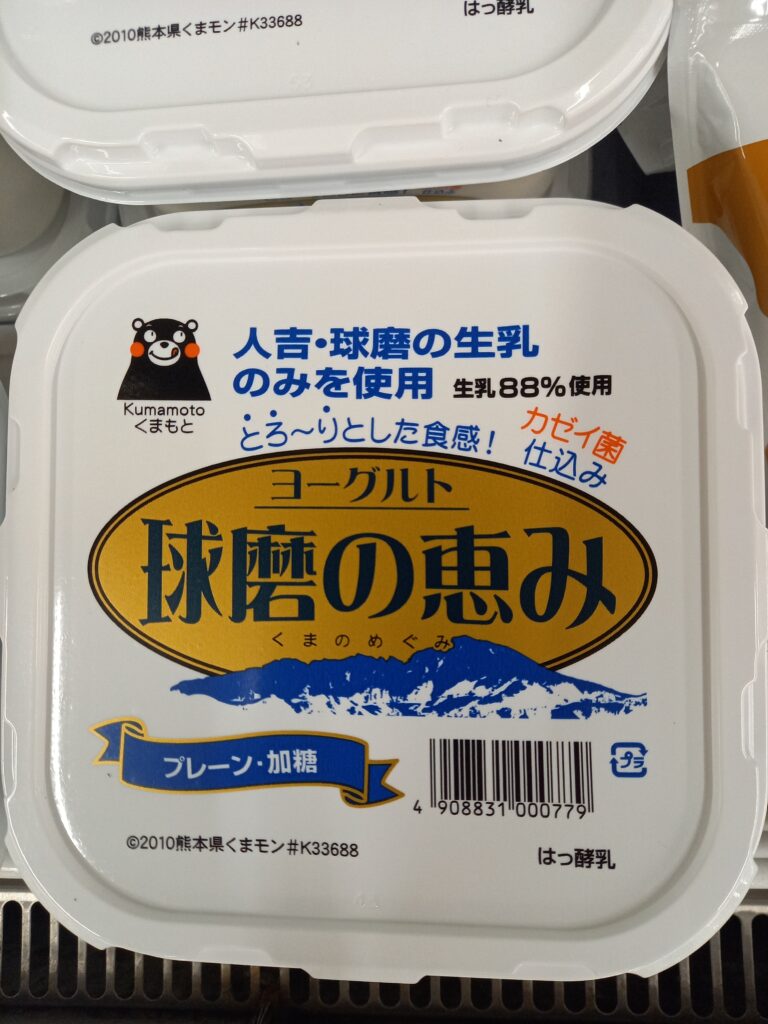 ©2010熊本県くまモン#K33688
はっ酵乳
Kumamoto
くまもと
人吉・球磨の生乳
のみを使用 生乳88%使用
とろ〜りとした食感！
カゼイ菌
仕込み
ヨーグルト
球磨の恵み
くまのめぐみ
プレーン・加糖
プラ
4 908831 000779
©2010熊本県くまモン#K33688
はっ酵乳